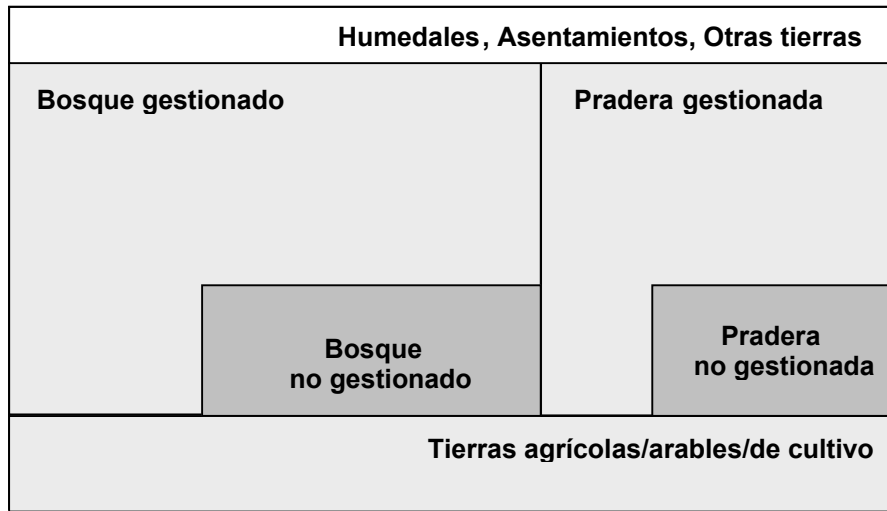 Humedales, Asentamientos, Otras tierras
Bosque gestionado
Pradera gestionada
Bosque
no gestionado
Pradera
no gestionada
Tierras agrícolas/arables/de cultivo